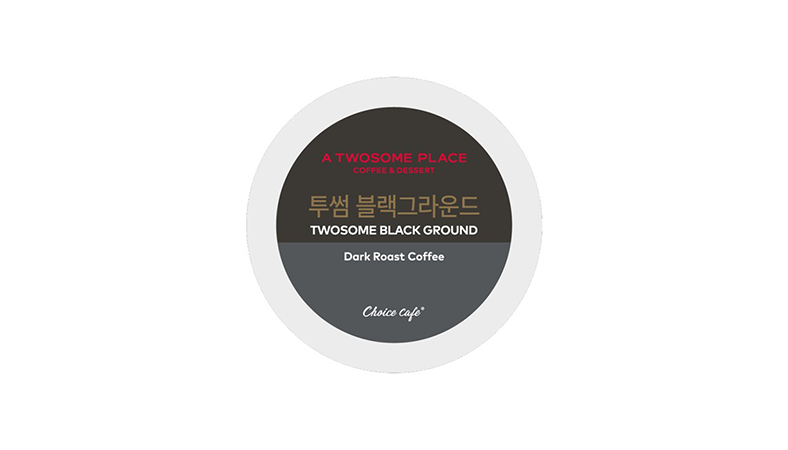 A TWOSOME PLACE
COFFEE & DESSERT
투썸 블랙그라운드
TWOSOME BLACK GROUND
Dark Roast Coffee
Choice cafe®